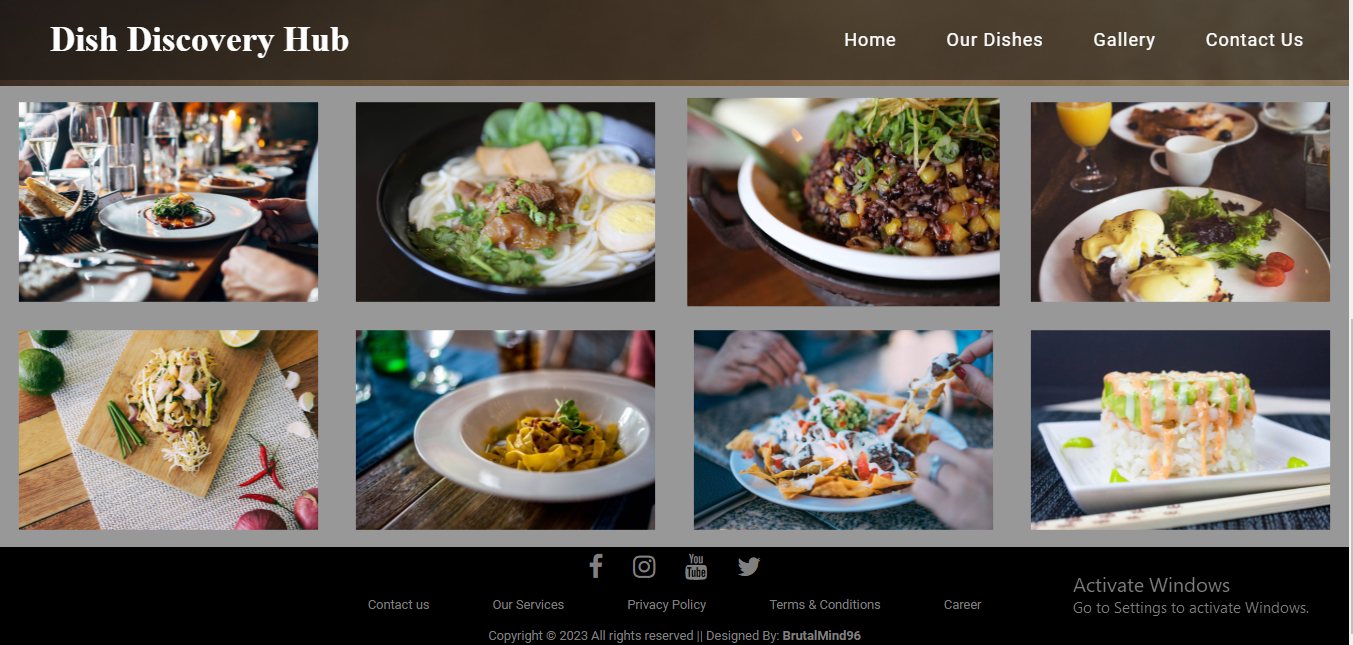 Dish Discovery Hub
Home Our Dishes Gallery Contact Us
You
Tube
Contact us Our Services Privacy Policy Terms & Conditions Career
Copyright © 2023 All rights reserved || Designed By: BrutalMind96
Activate Windows
Go to Settings to activate Windows.